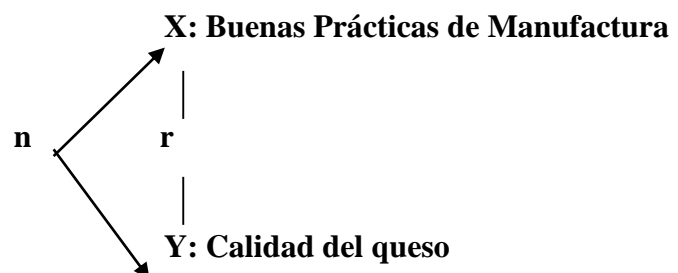 X: Buenas Prácticas de Manufactura
n r
Y: Calidad del queso